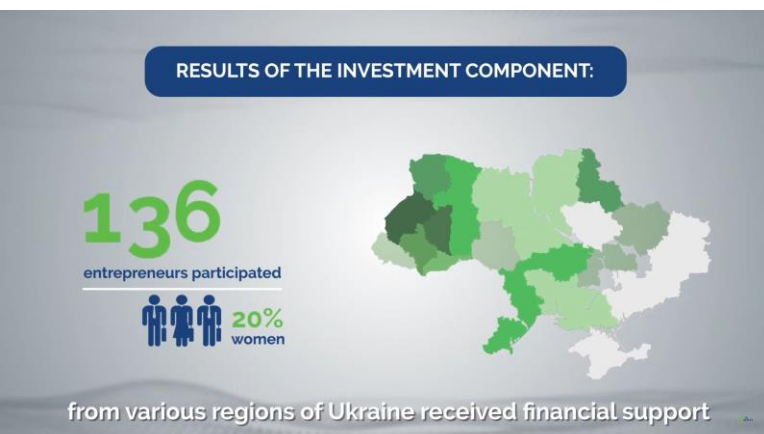 RESULTS OF THE INVESTMENT COMPONENT:
136
entrepreneurs participated
20%
women
from various regions of Ukraine received financial support